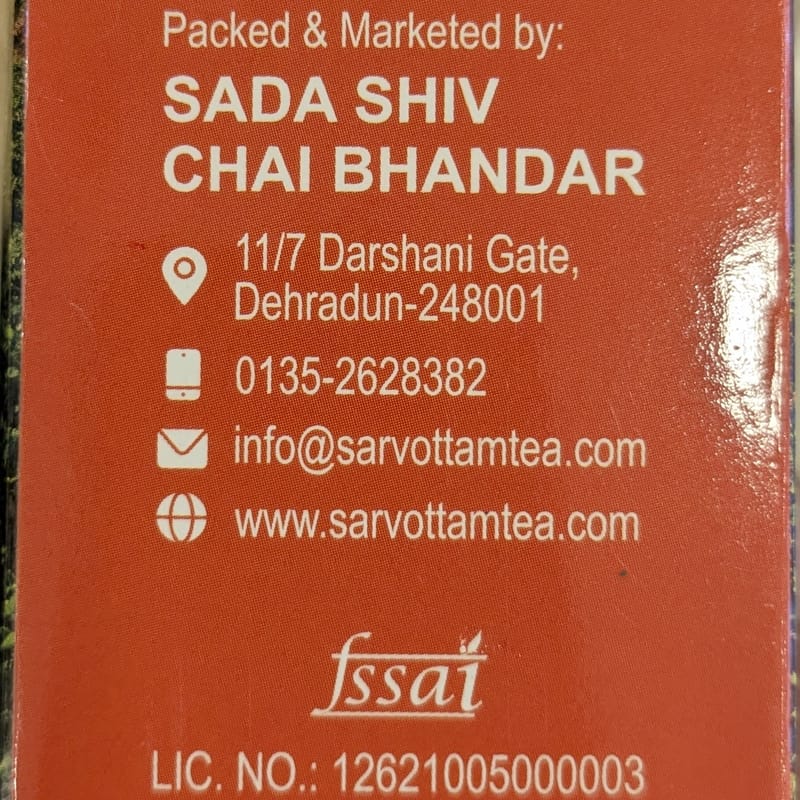 Packed & Marketed by:
SADA SHIV
CHAI BHANDAR
11/7 Darshani Gate,
Dehradun-248001
0135-2628382
info@sarvottamtea.com
www.sarvottamtea.com
fssai
LIC. NO.: 12621005000003